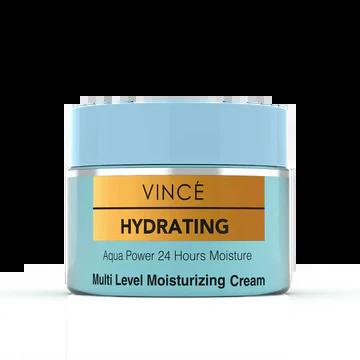 VINCÉ
HYDRATING
Aqua Power 24 Hours Moisture
Multi Level Moisturizing Cream